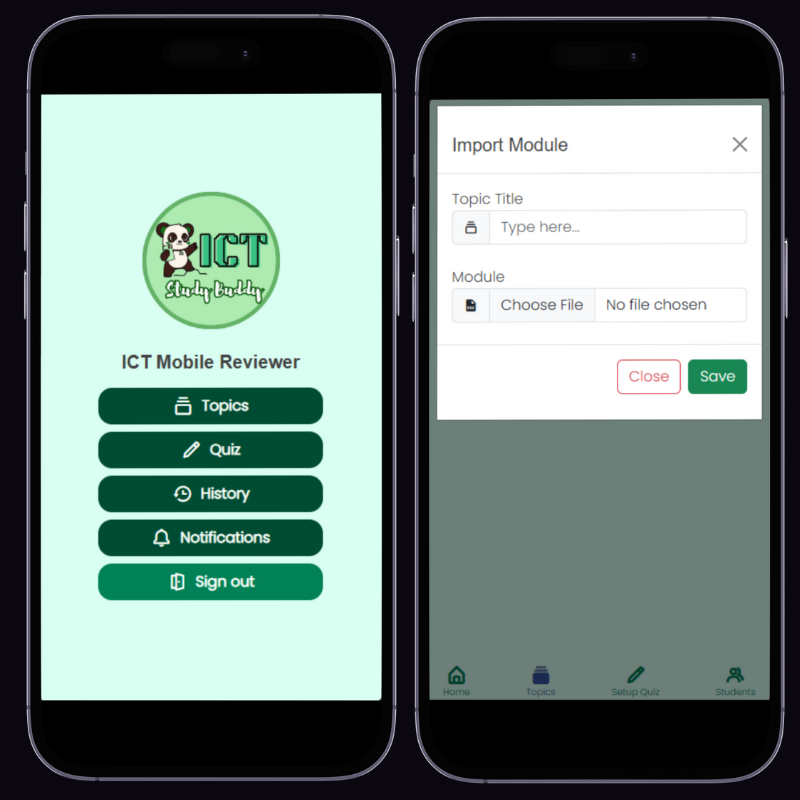 ICT
Study Buddy
ICT Mobile Reviewer
Topics
Quiz
History
Notifications
Sign out
Import Module
Topic Title
Type here...
Module
Choose File No file chosen
Close Save
Home Topics Setup Quiz Students